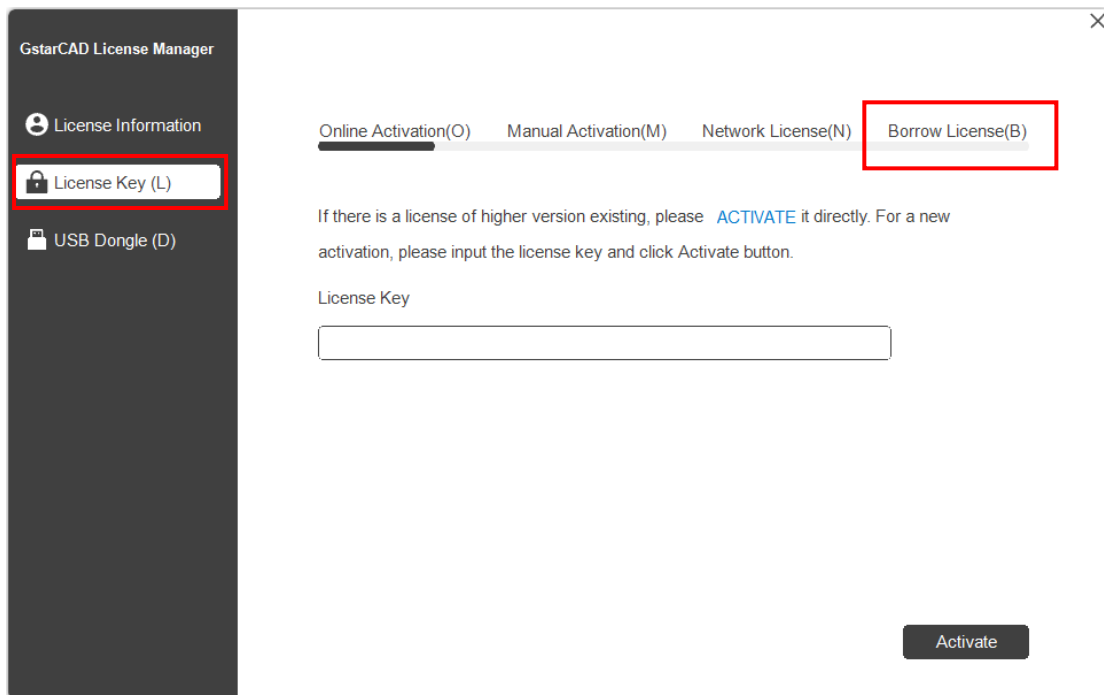 GstarCAD License Manager
License Information
License Key (L)
USB Dongle (D)
Online Activation(O) Manual Activation(M) Network License(N) Borrow License(B)
If there is a license of higher version existing, please ACTIVATE it directly. For a new
activation, please input the license key and click Activate button.
License Key
Activate